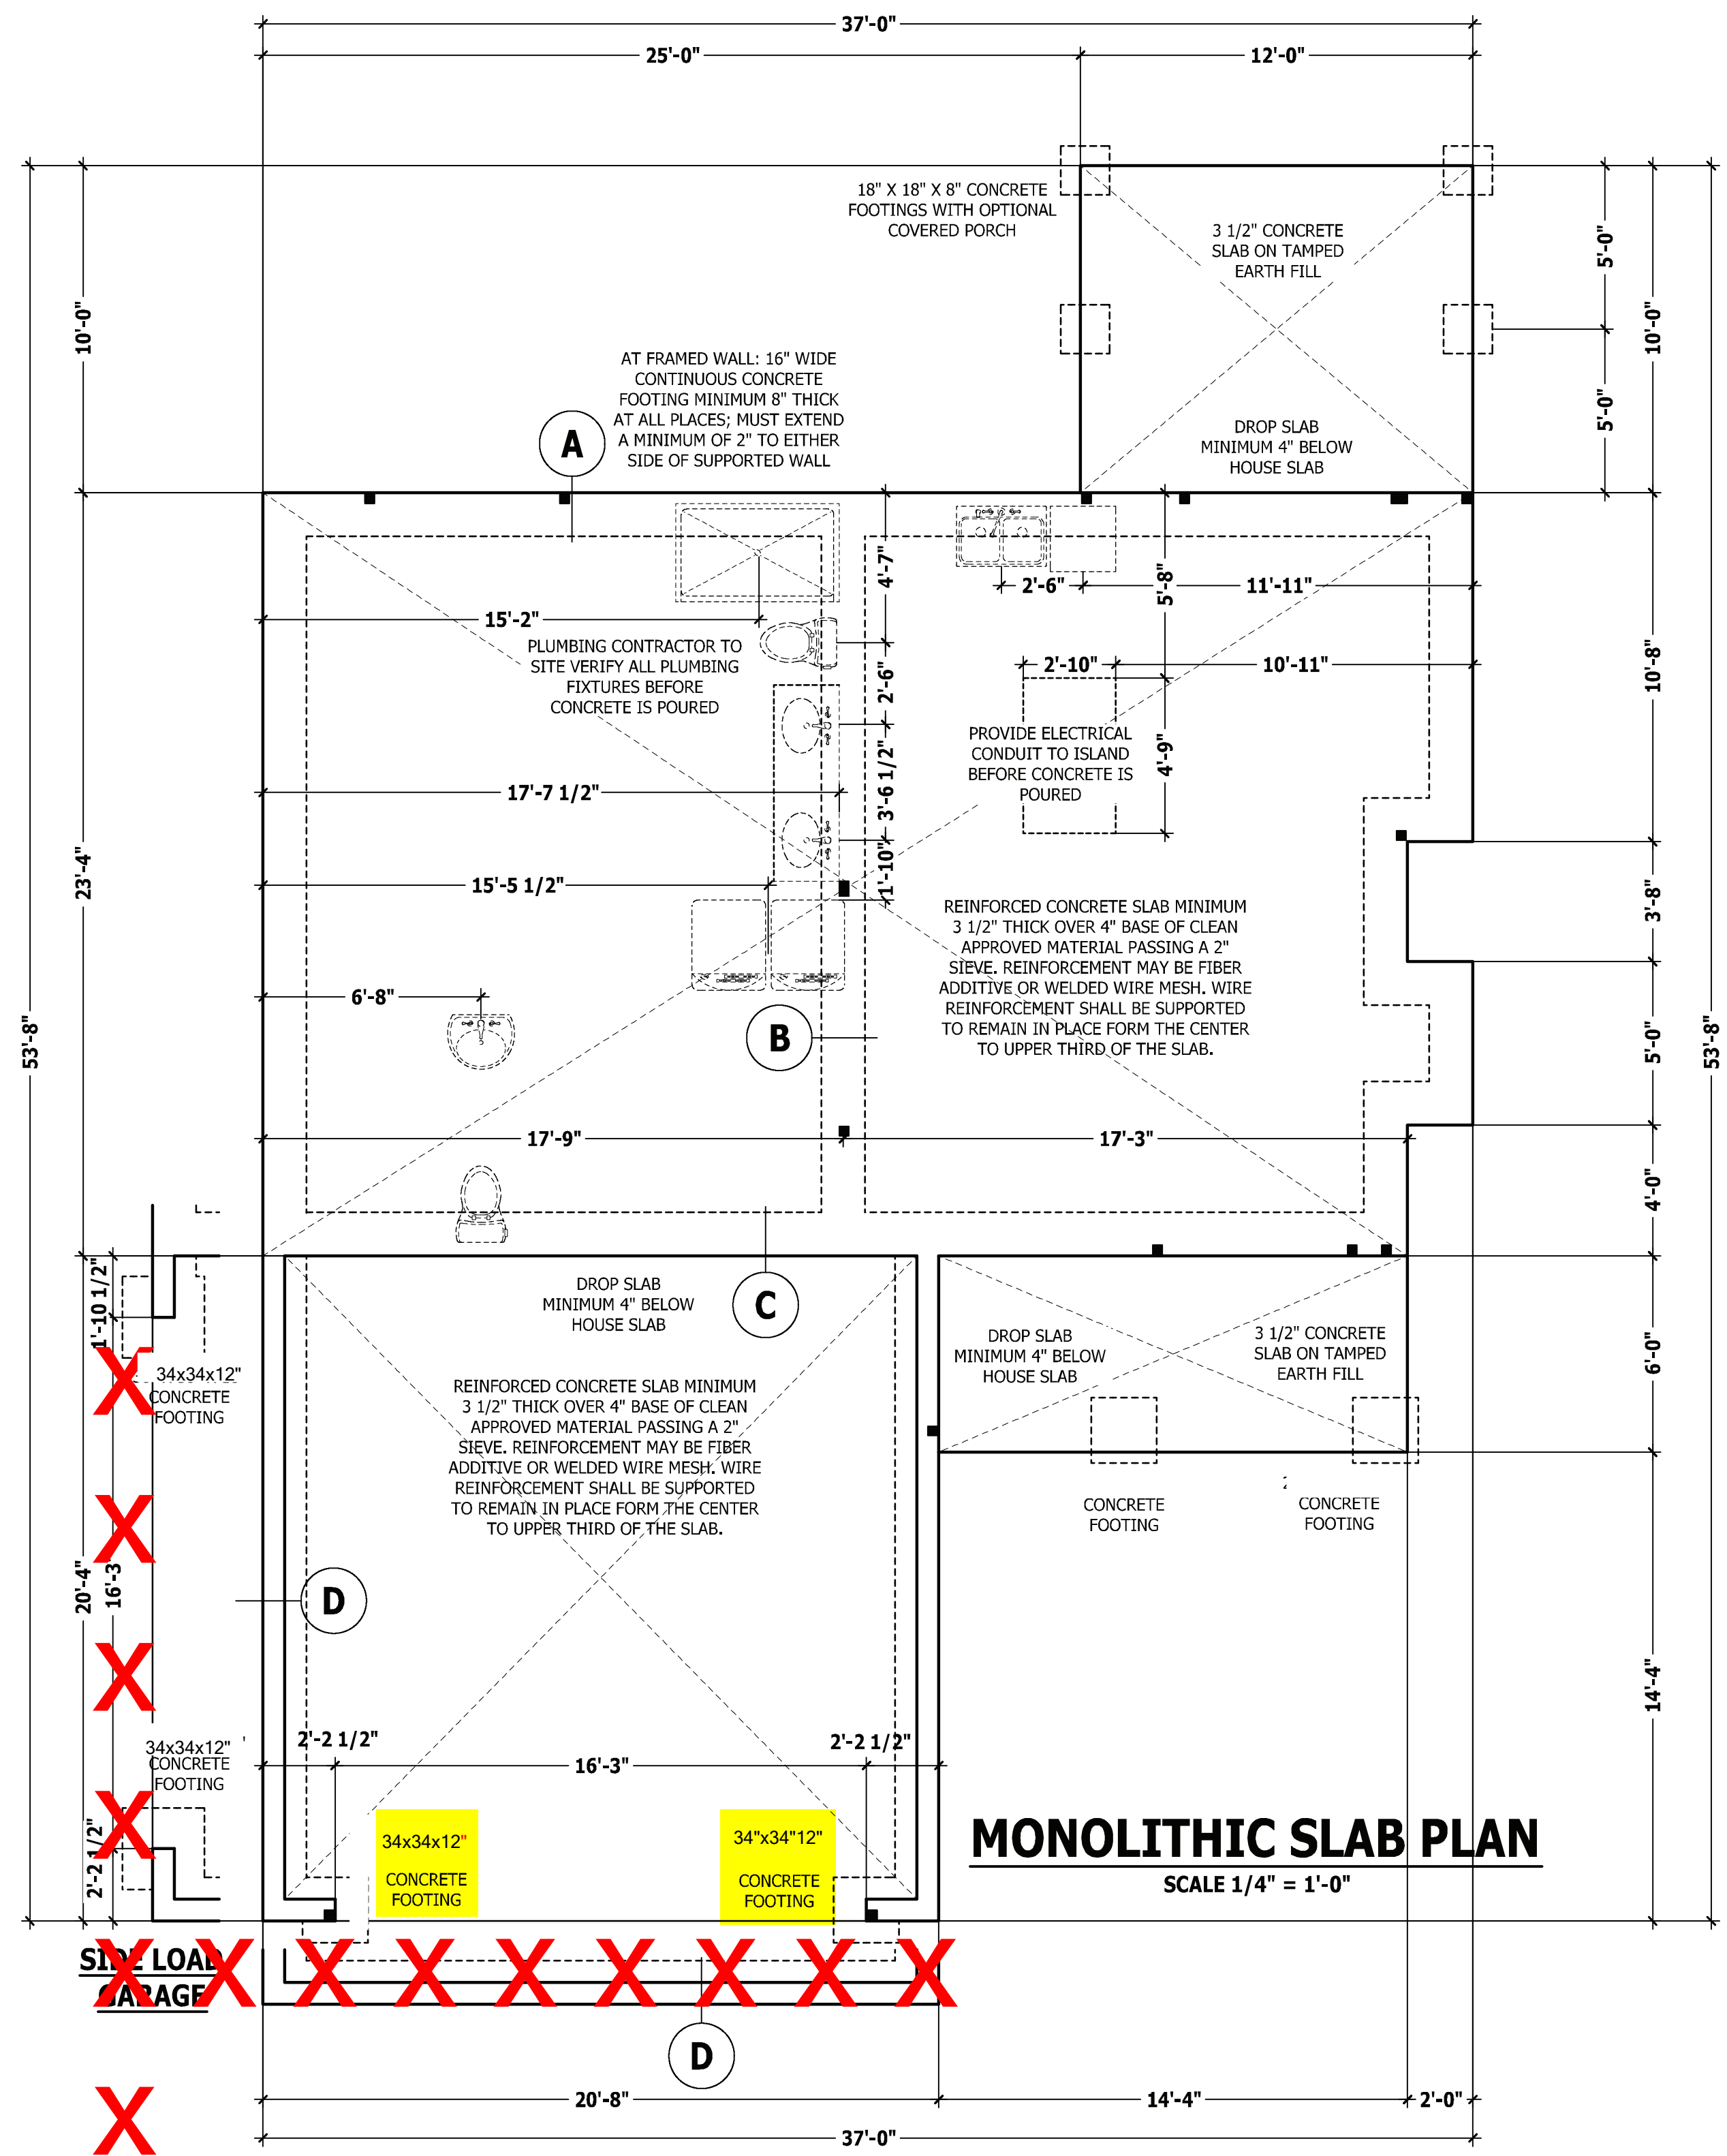 37'-0"
25'-0"
12'-0"
18" X 18" X 8" CONCRETE
FOOTINGS WITH OPTIONAL
COVERED PORCH
3 1/2" CONCRETE
SLAB ON TAMPED
EARTH FILL
5'-0"
10'-0"
10'-0"
5'-0"
DROP SLAB
MINIMUM 4" BELOW
HOUSE SLAB
AT FRAMED WALL: 16" WIDE
CONTINUOUS CONCRETE
FOOTING MINIMUM 8" THICK
AT ALL PLACES; MUST EXTEND
A MINIMUM OF 2" TO EITHER
SIDE OF SUPPORTED WALL
A
4'-7"
2'-6"
5'-8"
11'-11"
15'-2"
PLUMBING CONTRACTOR TO
SITE VERIFY ALL PLUMBING
FIXTURES BEFORE
CONCRETE IS POURED
2'-6"
2'-10"
10'-11"
10'-8"
PROVIDE ELECTRICAL
CONDUIT TO ISLAND
BEFORE CONCRETE IS
POURED
4'-9"
17'-7 1/2"
3'-6 1/2"
23'-4"
15'-5 1/2"
1'-10"
3'-8"
REINFORCED CONCRETE SLAB MINIMUM
3 1/2" THICK OVER 4" BASE OF CLEAN
APPROVED MATERIAL PASSING A 2"
SIEVE. REINFORCEMENT MAY BE FIBER
ADDITIVE OR WELDED WIRE MESH. WIRE
REINFORCEMENT SHALL BE SUPPORTED
TO REMAIN IN PLACE FORM THE CENTER
TO UPPER THIRD OF THE SLAB.
6'-8"
B
53'-8"
5'-0"
53'-8"
17'-9"
17'-3"
4'-0"
1'-10 1/2"
DROP SLAB
MINIMUM 4" BELOW
HOUSE SLAB
C
DROP SLAB
MINIMUM 4" BELOW
HOUSE SLAB
3 1/2" CONCRETE
SLAB ON TAMPED
EARTH FILL
6'-0"
34x34x12"
CONCRETE
FOOTING
X
REINFORCED CONCRETE SLAB MINIMUM
3 1/2" THICK OVER 4" BASE OF CLEAN
APPROVED MATERIAL PASSING A 2"
SIEVE. REINFORCEMENT MAY BE FIBER
ADDITIVE OR WELDED WIRE MESH. WIRE
REINFORCEMENT SHALL BE SUPPORTED
TO REMAIN IN PLACE FORM THE CENTER
TO UPPER THIRD OF THE SLAB.
CONCRETE
FOOTING
CONCRETE
FOOTING
X
20'-4"
16'-3
D
X
14'-4"
34x34x12"
CONCRETE
FOOTING
2'-2 1/2"
2'-2 1/2"
16'-3"
X
2'-2 1/2"
34x34x12"
CONCRETE
FOOTING
34"x34"12"
CONCRETE
FOOTING
MONOLITHIC SLAB PLAN
SCALE 1/4" = 1'-0"
SIDE LOAD
GARAGE
X X X X X X X X X
D
20'-8"
14'-4"
2'-0"
X
37'-0"